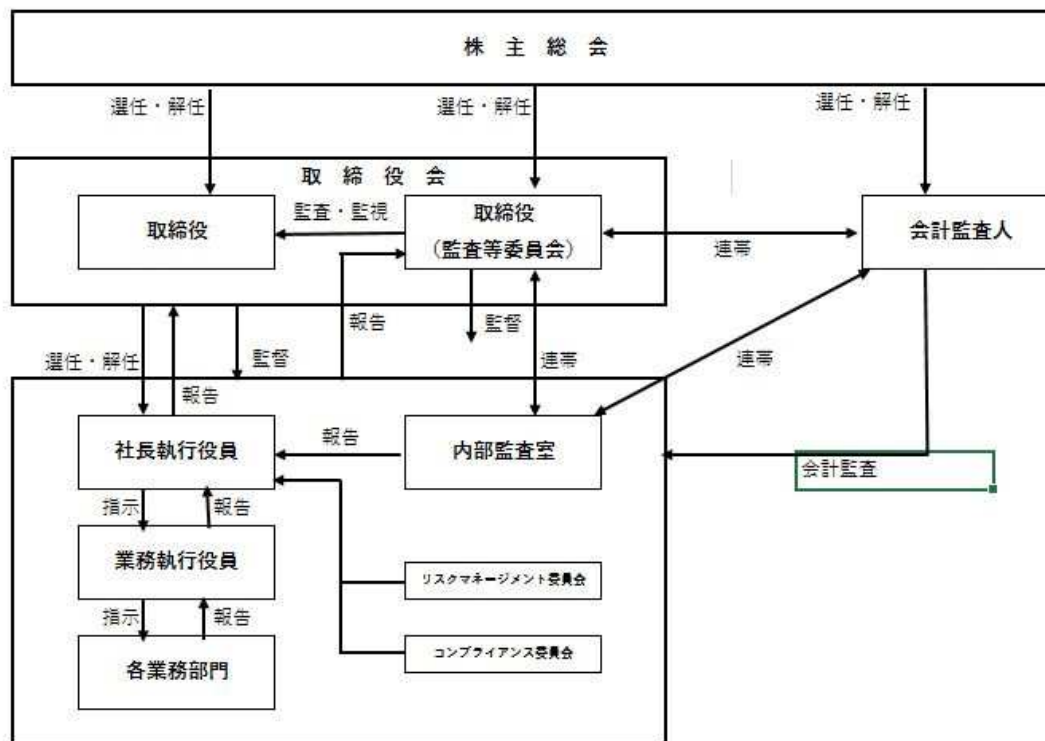 株 主 総 会
選任・解任
選任・解任
選任・解任
取 締 役 会
取締役
監査・監視
取締役
(監査等委員会)
会計監査人
連帯
選任・解任
報告
監督
報告
監督
連帯
連帯
社長執行役員
報告
内部監査室
会計監査
指示
報告
業務執行役員
リスクマネージメント委員会
指示
報告
コンプライアンス委員会
各業務部門